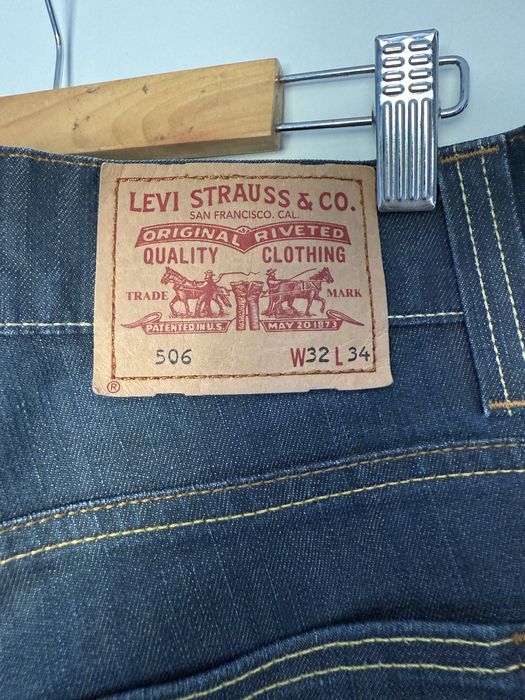 LEVI STRAUSS & CO.
SAN FRANCISCO. CAL.
ORIGINAL RIVETED
QUALITY CLOTHING
TRADE MARK
PATENTED IN U.S. MAY 20 1873
506 W32 L 34
®